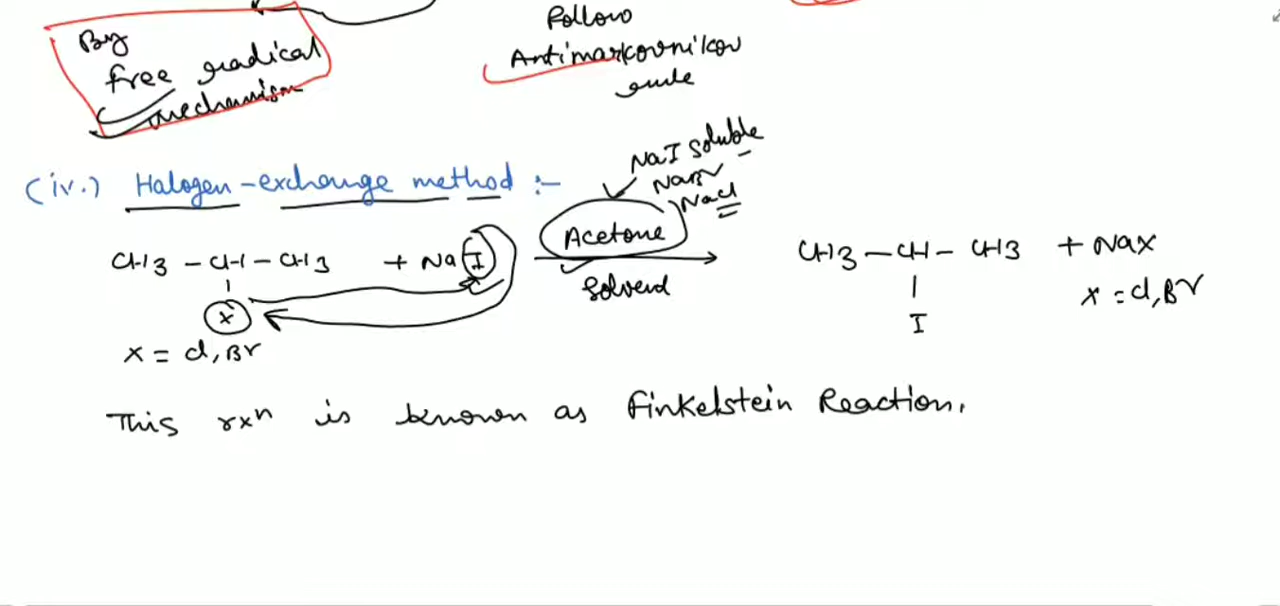 By
free radical
mechanism
Follow
Antimarkovnikov
rule
(iv.) Halogen-exchange method :-
NaI soluble
NaBr
NaCl
CH3 - CH - CH3 + NaI
Acetone
Solvend
CH3 - CH - CH3 + NaX
X
I
X = Cl, Br
X = Cl, Br
This rxn is known as Finkelstein Reaction.